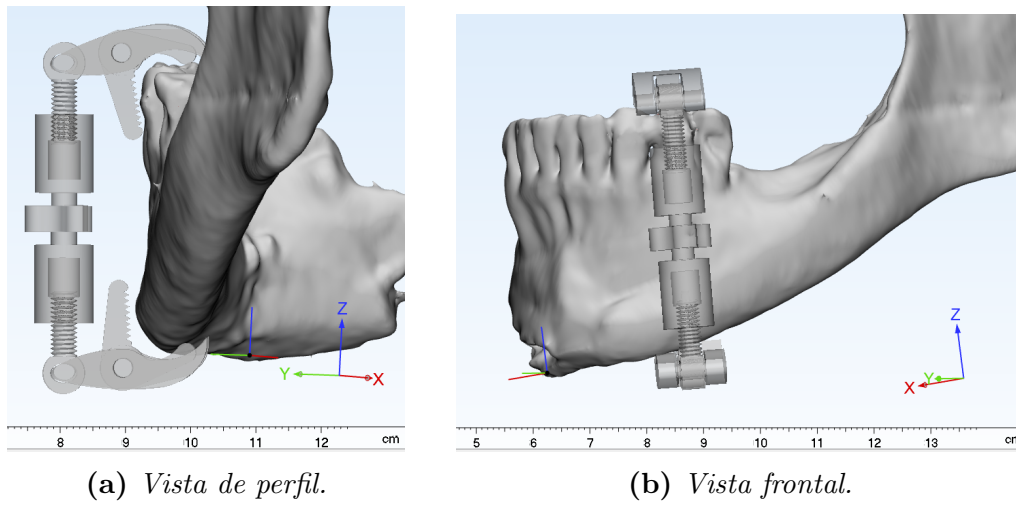 Z
Y
X
8 9 10 11 12 cm
Z
Y
X
5 6 7 8 9 10 11 12 13 cm
(a) Vista de perfil.
(b) Vista frontal.